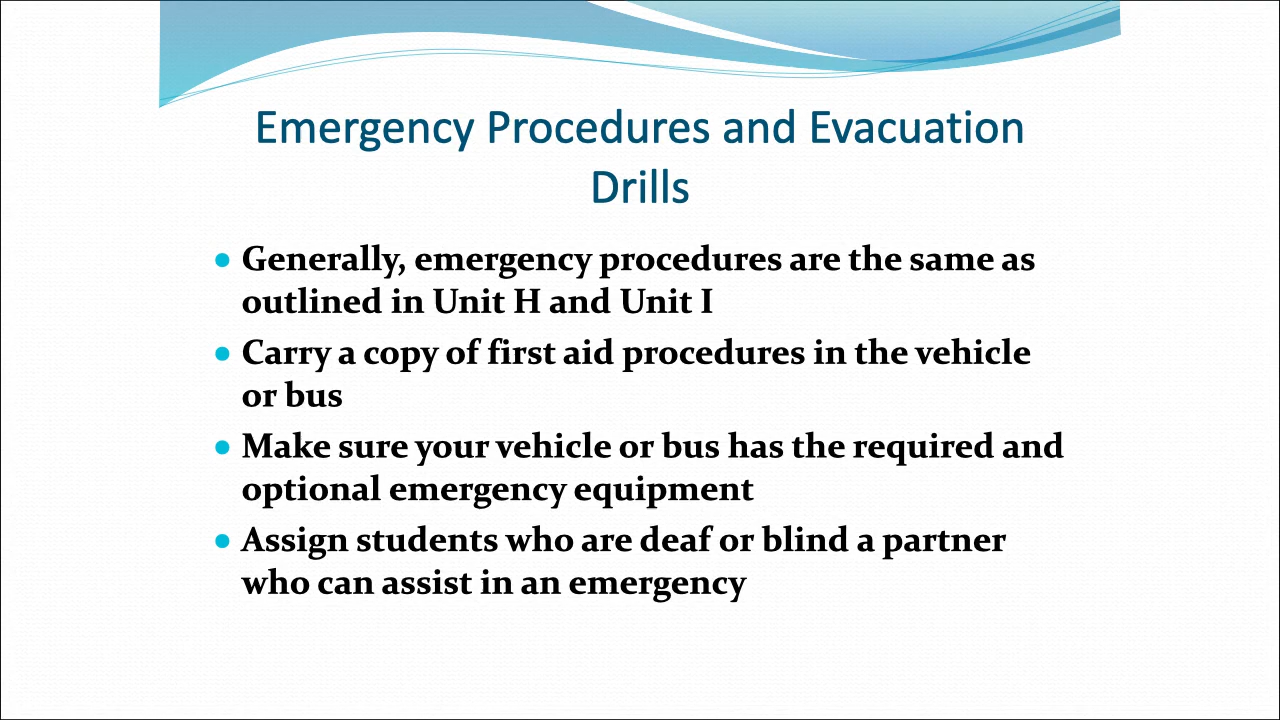 Emergency Procedures and Evacuation
Drills
• Generally, emergency procedures are the same as
outlined in Unit H and Unit I
• Carry a copy of first aid procedures in the vehicle
or bus
• Make sure your vehicle or bus has the required and
optional emergency equipment
• Assign students who are deaf or blind a partner
who can assist in an emergency